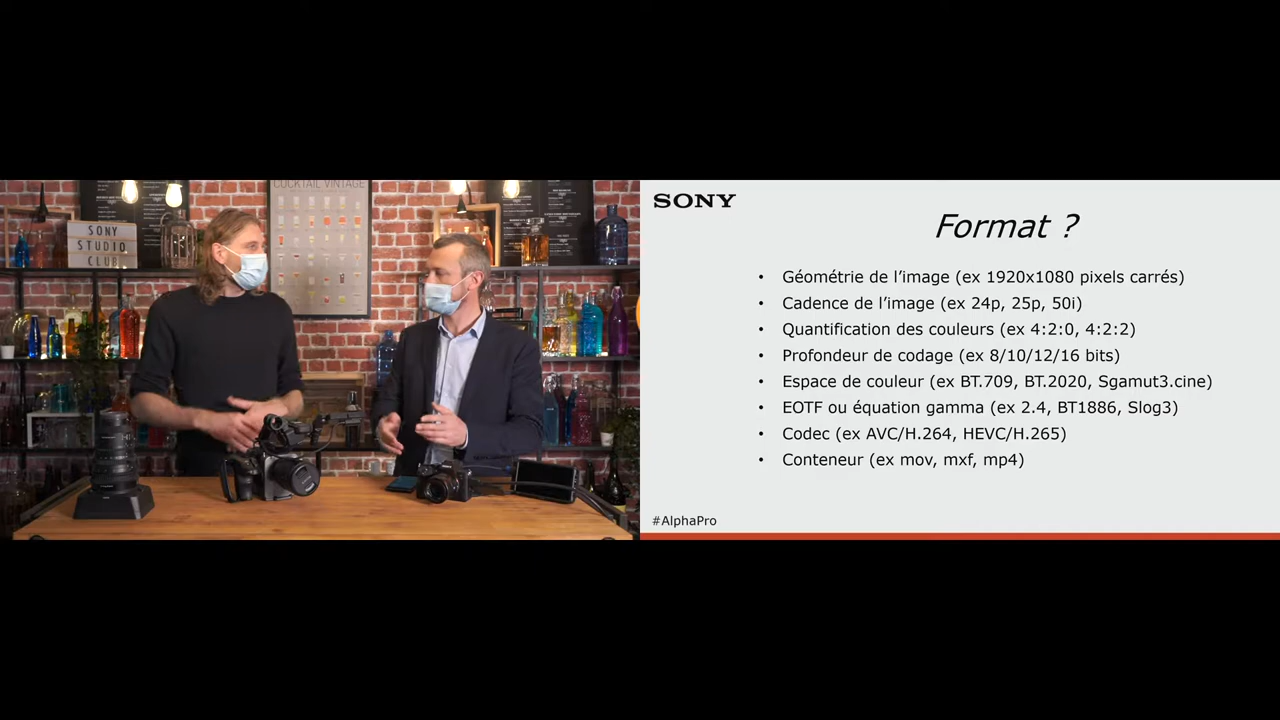 COCKTAIL VINTAGE
SONY
STUDIO
CLUB
SONY
Format ?
• Géométrie de l’image (ex 1920x1080 pixels carrés)
• Cadence de l’image (ex 24p, 25p, 50i)
• Quantification des couleurs (ex 4:2:0, 4:2:2)
• Profondeur de codage (ex 8/10/12/16 bits)
• Espace de couleur (ex BT.709, BT.2020, Sgamut3.cine)
• EOTF ou équation gamma (ex 2.4, BT1886, Slog3)
• Codec (ex AVC/H.264, HEVC/H.265)
• Conteneur (ex mov, mxf, mp4)
#AlphaPro